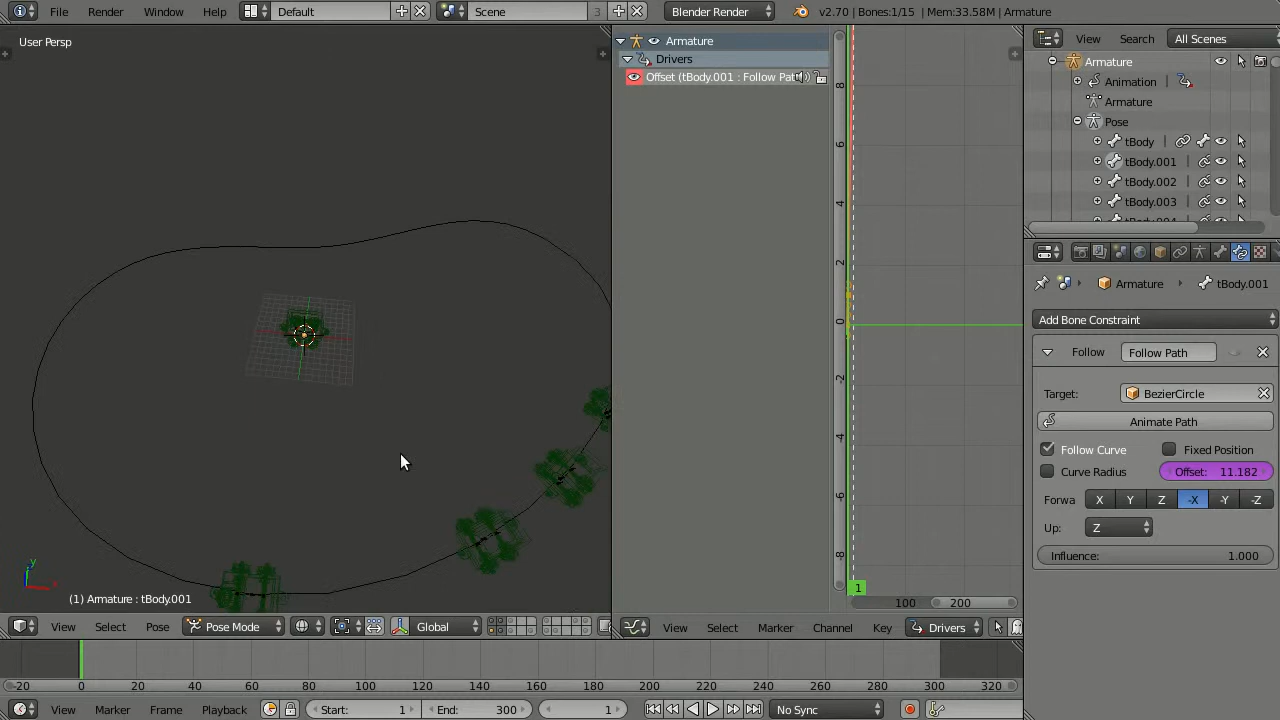 File Render Window Help Default Scene 3 Blender Render v2.70 | Bones:1/15 | Mem:33.58M | Armature
User Persp
Armature
Drivers
Offset (tBody.001 : Follow Pat
8
6
4
2
0
-2
-4
-6
-8
1
100 200
y
x
(1) Armature : tBody.001
View Select Pose Pose Mode Global
View Select Marker Channel Key Drivers
-20 0 20 40 60 80 100 120 140 160 180 200 220 240 260 280 300 320
View Marker Frame Playback Start: 1 End: 300 1 No Sync
View Search All Scenes
Armature
Animation
Armature
Pose
tBody
tBody.001
tBody.002
tBody.003
tBody.004
Armature tBody.001
Add Bone Constraint
Follow Follow Path
Target: BezierCircle
Animate Path
Follow Curve Fixed Position
Curve Radius Offset: 11.182
Forwa X Y Z -X -Y -Z
Up: Z
Influence: 1.000